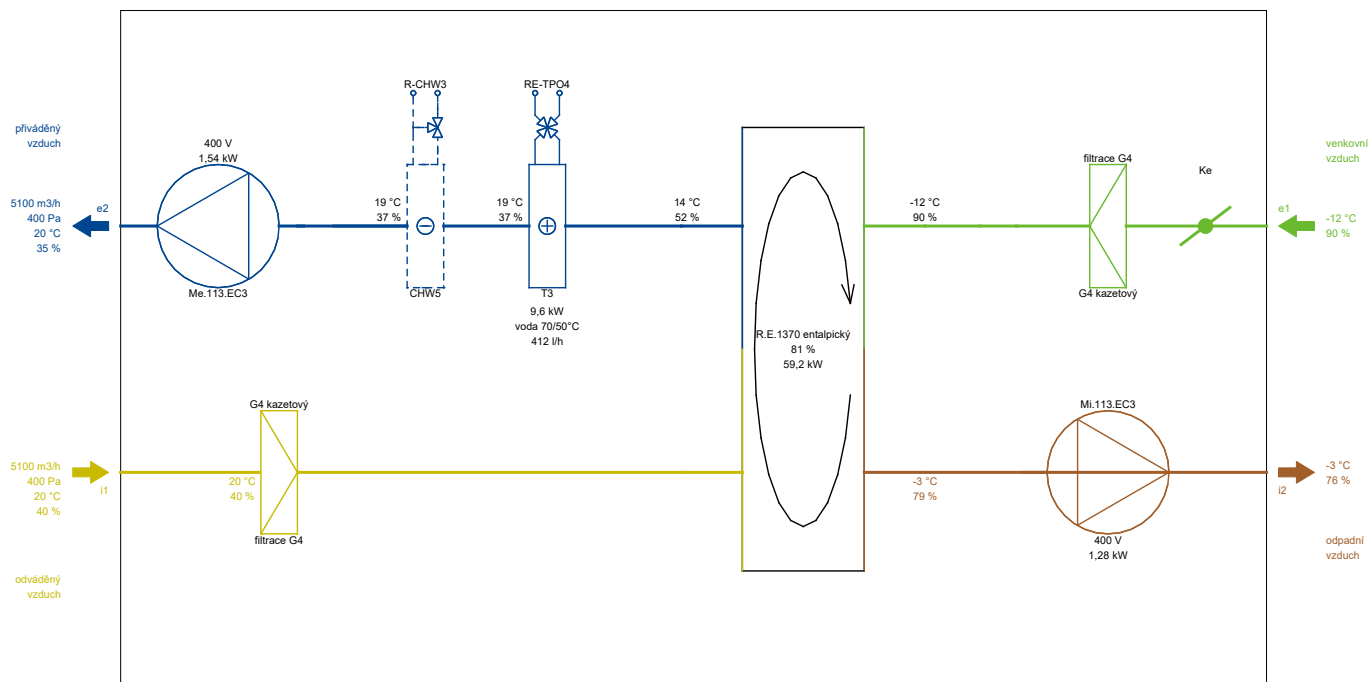 R-CHW3
RE-TPO4
přiváděný
vzduch
400 V
1,54 kW
5100 m3/h
400 Pa
20 °C
35 %
e2
Me.113.EC3
19 °C
37 %
CHW5
19 °C
37 %
T3
9,6 kW
voda 70/50°C
412 l/h
14 °C
52 %
R.E.1370 entalpický
81 %
59,2 kW
-12 °C
90 %
filtrace G4
G4 kazetový
Ke
venkovní
vzduch
e1
-12 °C
90 %
5100 m3/h
400 Pa
20 °C
40 %
i1
odváděný
vzduch
G4 kazetový
20 °C
40 %
filtrace G4
-3 °C
79 %
Mi.113.EC3
400 V
1,28 kW
-3 °C
76 %
i2
odpadní
vzduch